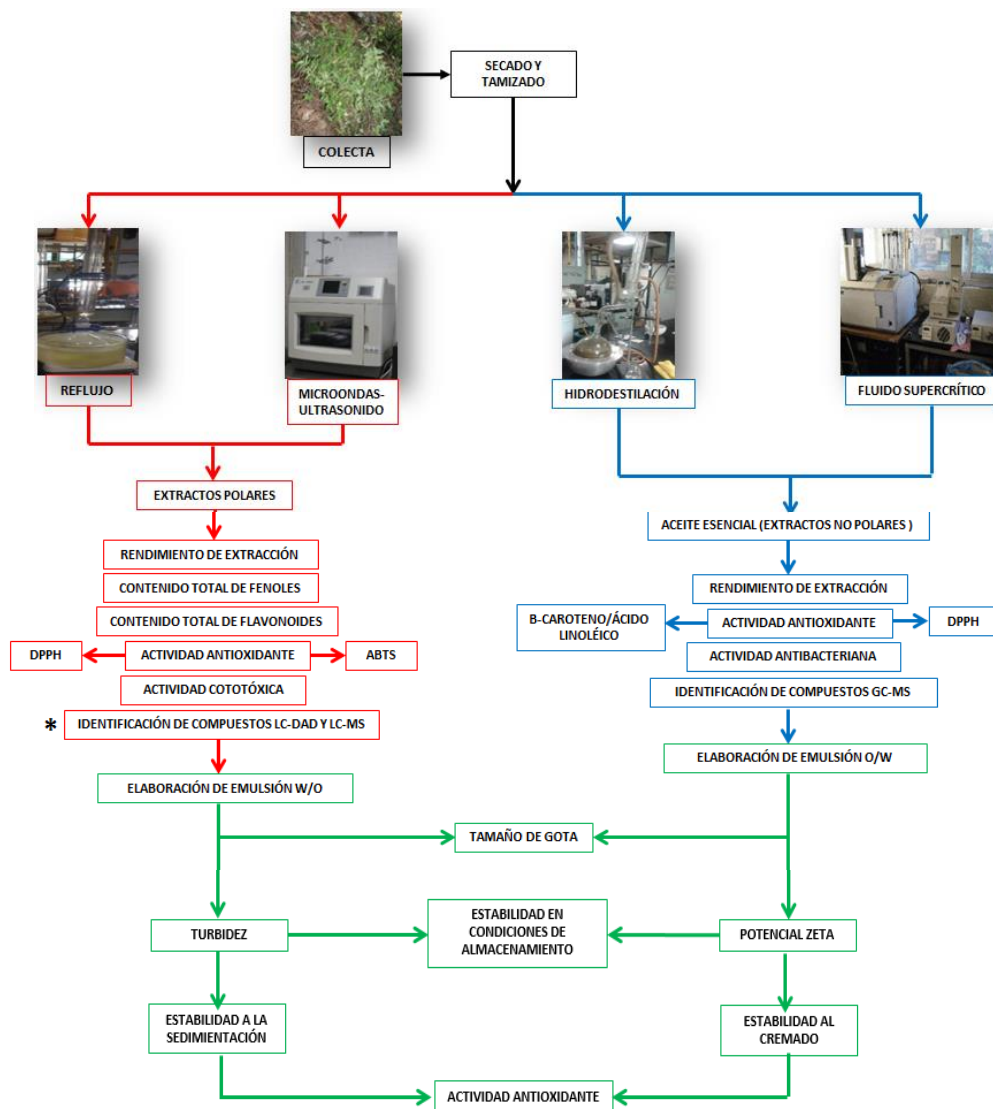 SECADO Y
TAMIZADO
COLECTA
REFLUJO
MICROONDAS-
ULTRASONIDO
HIDRODESTILACIÓN
FLUIDO SUPERCRÍTICO
EXTRACTOS POLARES
ACEITE ESENCIAL (EXTRACTOS NO POLARES )
RENDIMIENTO DE EXTRACCIÓN
CONTENIDO TOTAL DE FENOLES
CONTENIDO TOTAL DE FLAVONOIDES
DPPH
ACTIVIDAD ANTIOXIDANTE
ABTS
ACTIVIDAD COTOTÓXICA
* IDENTIFICACIÓN DE COMPUESTOS LC-DAD Y LC-MS
RENDIMIENTO DE EXTRACCIÓN
B-CAROTENO/ÁCIDO
LINOLÉICO
ACTIVIDAD ANTIOXIDANTE
DPPH
ACTIVIDAD ANTIBACTERIANA
IDENTIFICACIÓN DE COMPUESTOS GC-MS
ELABORACIÓN DE EMULSIÓN W/O
ELABORACIÓN DE EMULSIÓN O/W
TAMAÑO DE GOTA
TURBIDEZ
ESTABILIDAD EN
CONDICIONES DE
ALMACENAMIENTO
POTENCIAL ZETA
ESTABILIDAD A LA
SEDIMENTACIÓN
ESTABILIDAD AL
CREMADO
ACTIVIDAD ANTIOXIDANTE